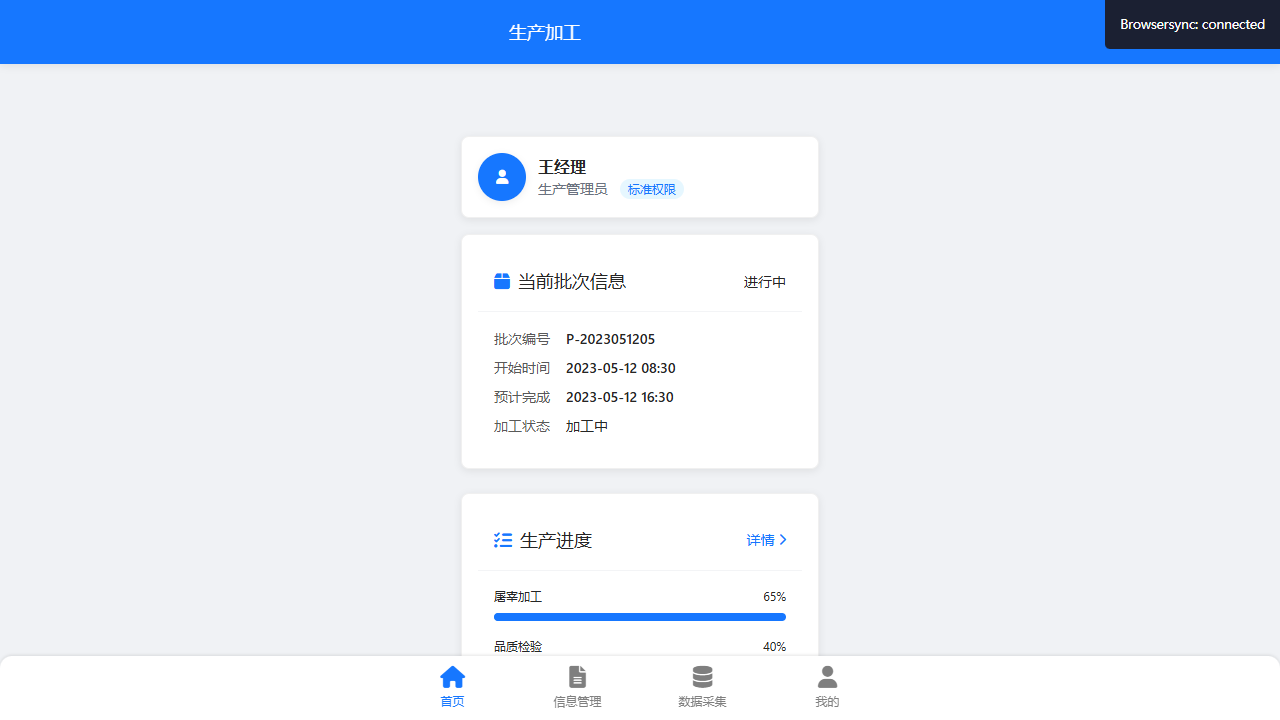 生产加工
Browsersync: connected
王经理
生产管理员 标准权限
当前批次信息 进行中
批次编号 P-2023051205
开始时间 2023-05-12 08:30
预计完成 2023-05-12 16:30
加工状态 加工中
生产进度 详情
屠宰加工 65%
品质检验 40%
首页 信息管理 数据采集 我的